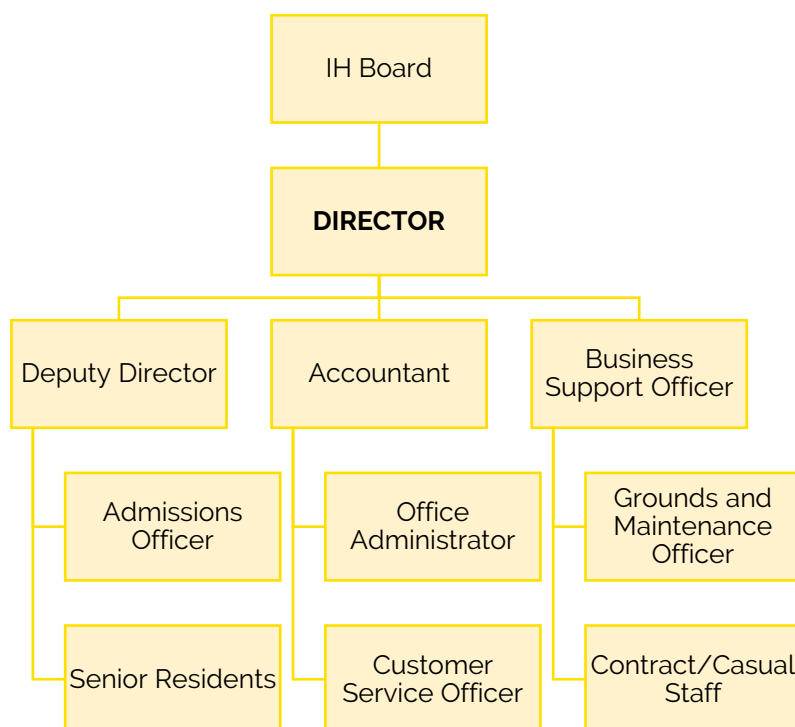 IH Board
DIRECTOR
Deputy Director
Accountant
Business
Support Officer
Admissions
Officer
Office
Administrator
Grounds and
Maintenance
Officer
Senior Residents
Customer
Service Officer
Contract/Casual
Staff